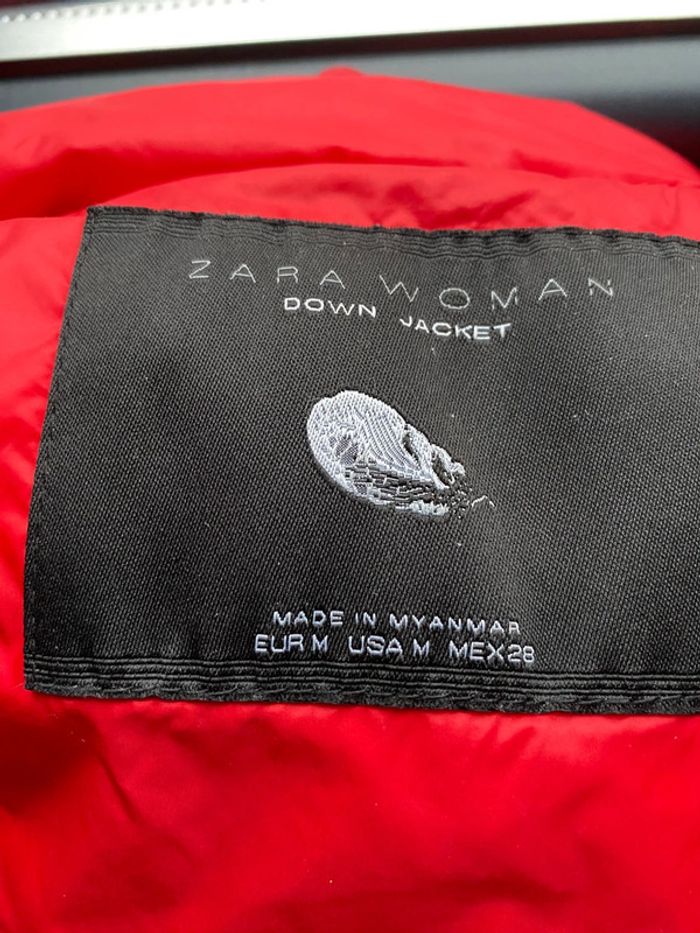 ZARA WOMAN
DOWN JACKET
MADE IN MYANMAR
EUR M USA M MEX 28